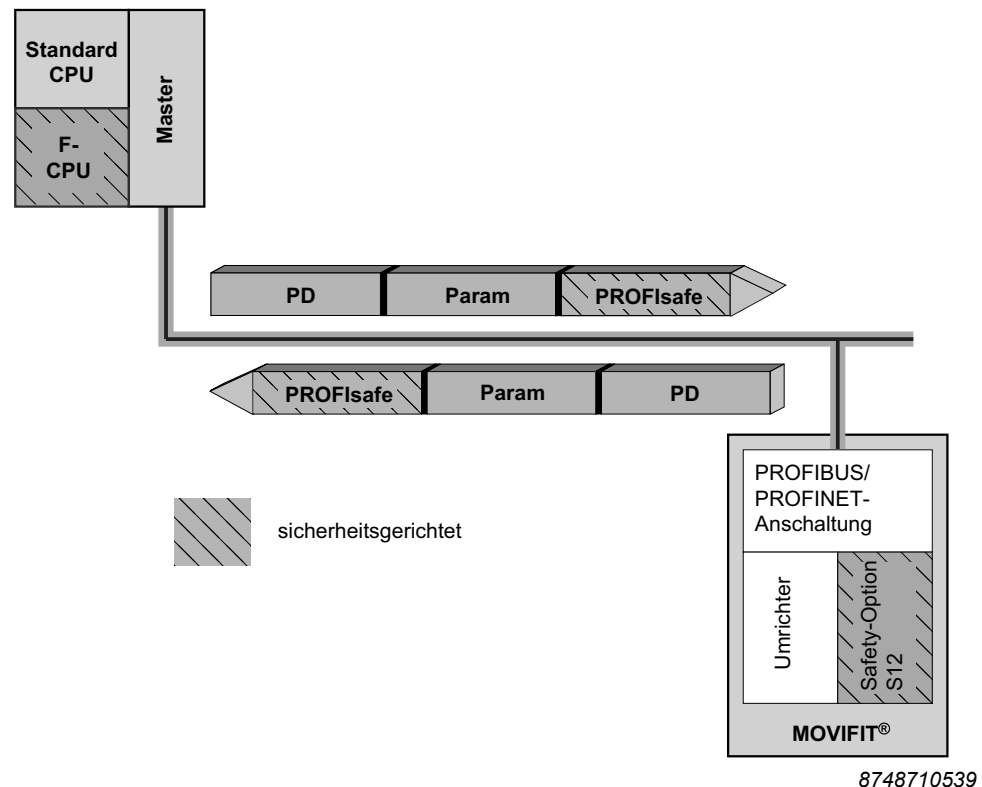 Standard
CPU
Master
F-
CPU
PD
Param
PROFIsafe
PROFIsafe
Param
PD
PROFIBUS/
PROFINET-
Anschaltung
sicherheitsgerichtet
Umrichter
Safety-Option
S12
MOVIFIT®
8748710539